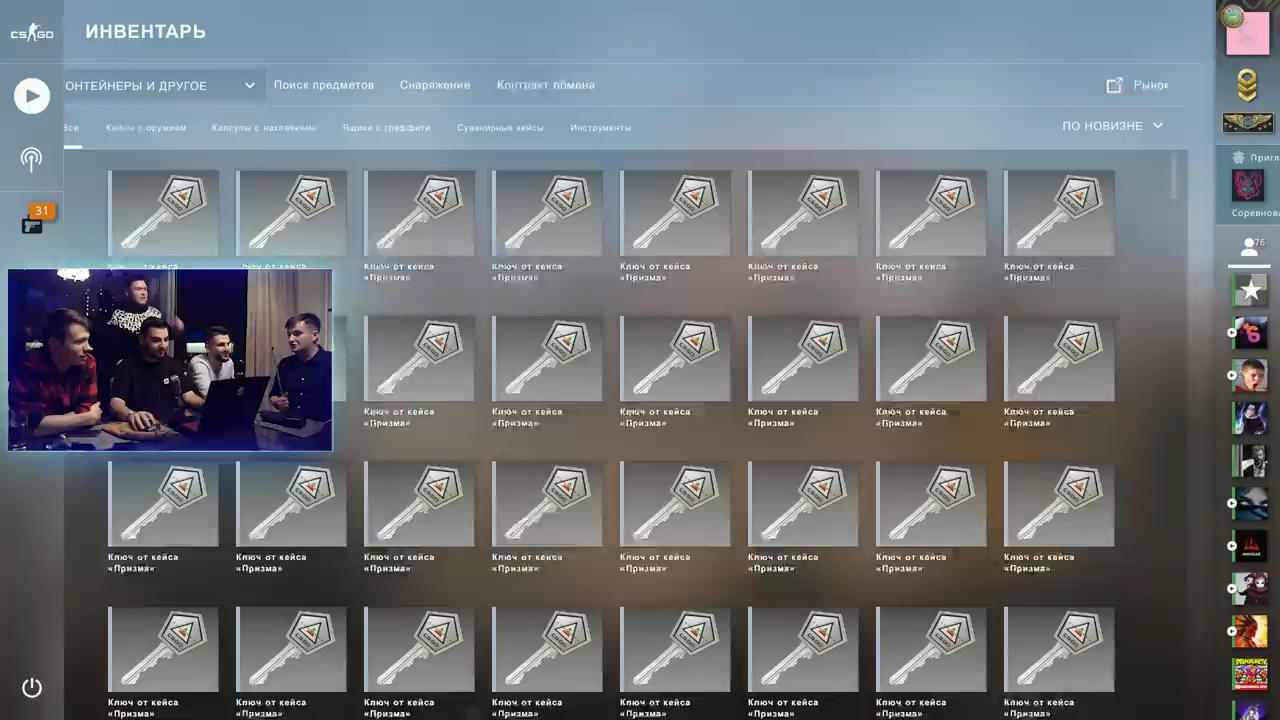 CS GO
ИНВЕНТАРЬ
ОНТЕЙНЕРЫ И ДРУГОЕ
Поиск предметов
Снаряжение
Контракт обмена
Рынок
Все
Кейсы с оружием
Капсулы с наклейками
Ящики с граффити
Сувенирные кейсы
Инструменты
ПО НОВИЗНЕ
31
Пригл
Соревнова
76
Ключ от кейса
Ключ от кейса
Ключ от кейса
«Призма»
Ключ от кейса
«Призма»
Ключ от кейса
«Призма»
Ключ от кейса
«Призма»
Ключ от кейса
«Призма»
Ключ от кейса
«Призма»
Ключ от кейса
«Призма»
Ключ от кейса
«Призма»
Ключ от кейса
«Призма»
Ключ от кейса
«Призма»
Ключ от кейса
«Призма»
Ключ от кейса
«Призма»
Ключ от кейса
«Призма»
Ключ от кейса
«Призма»
Ключ от кейса
«Призма»
Ключ от кейса
«Призма»
Ключ от кейса
«Призма»
Ключ от кейса
«Призма»
Ключ от кейса
«Призма»
Ключ от кейса
«Призма»
Ключ от кейса
«Призма»
Ключ от кейса
«Призма»
Ключ от кейса
«Призма»
Ключ от кейса
«Призма»
Ключ от кейса
«Призма»
Ключ от кейса
«Призма»
Ключ от кейса
«Призма»
Ключ от кейса
«Призма»